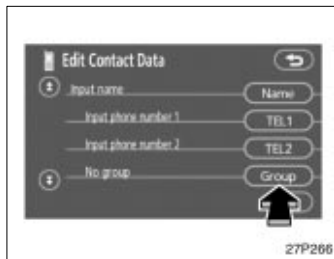 Edit Contact Data
Input name
Name
Input phone number 1
TEL1
Input phone number 2
TEL2
No group
Group
27P266